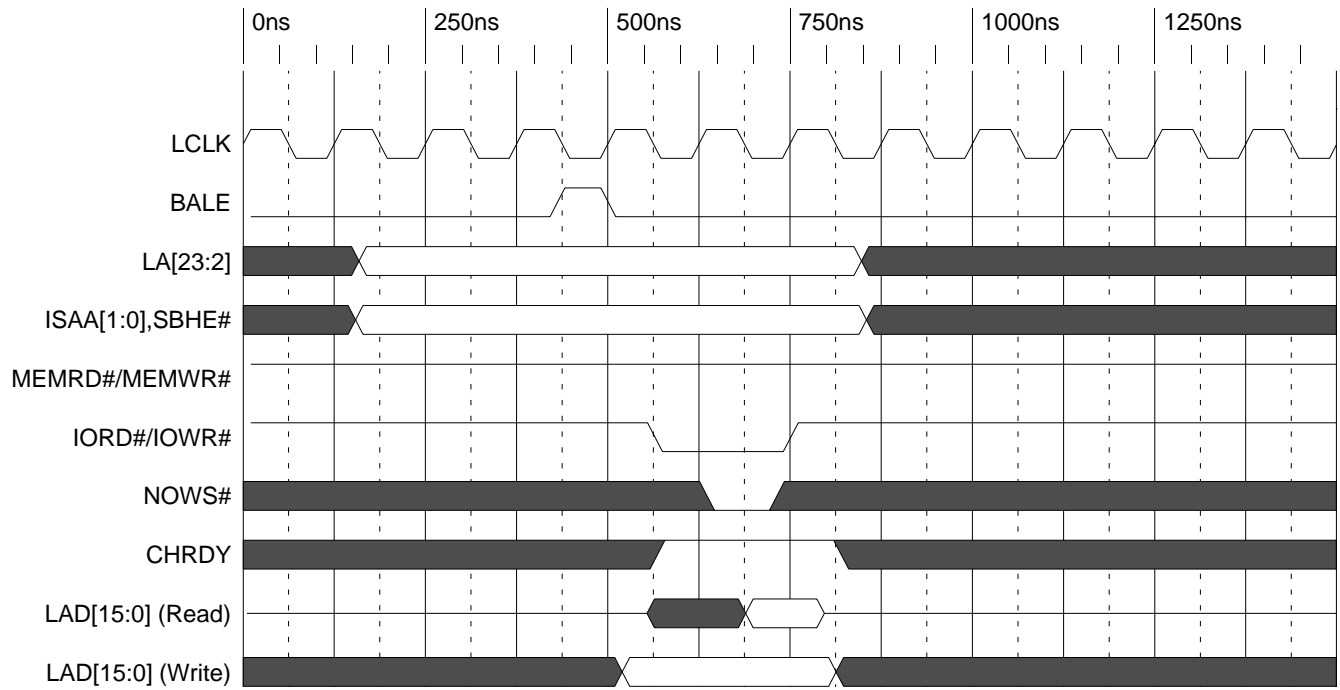 0ns 250ns 500ns 750ns 1000ns 1250ns
LCLK
BALE
LA[23:2]
ISAA[1:0],SBHE#
MEMRD#/MEMWR#
IORD#/IOWR#
NOWS#
CHRDY
LAD[15:0] (Read)
LAD[15:0] (Write)